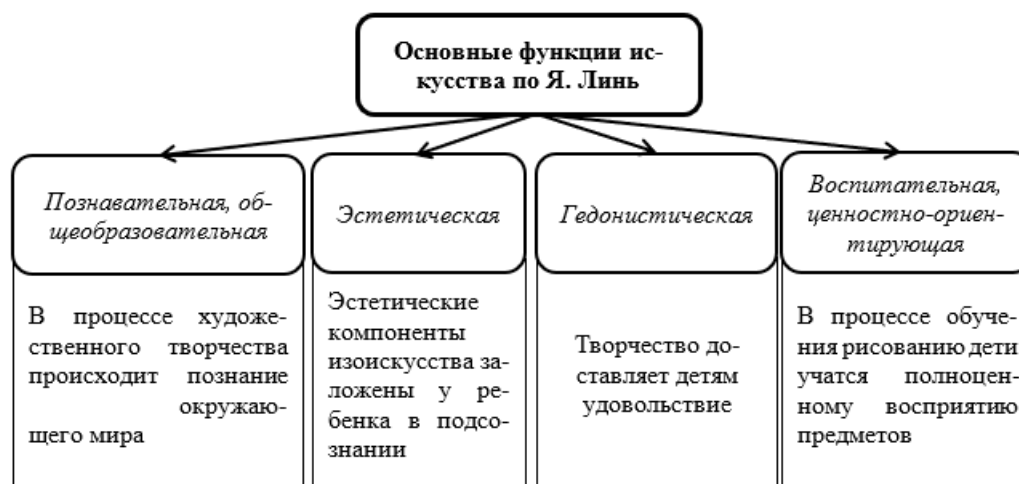 Основные функции ис-
кусства по Я. Линь
Познавательная, об-
щеобразовательная
Эстетическая
Гедонистическая
Воспитательная,
ценностно-ориен-
тирующая
В процессе художе-
ственного творчества
происходит познание
окружаю-
щего мира
Эстетические
компоненты
изоискусства за-
ложены у ре-
бенка в подсо-
знании
Творчество до-
ставляет детям
удовольствие
В процессе обуче-
ния рисованию дети
учатся полноцен-
ному восприятию
предметов